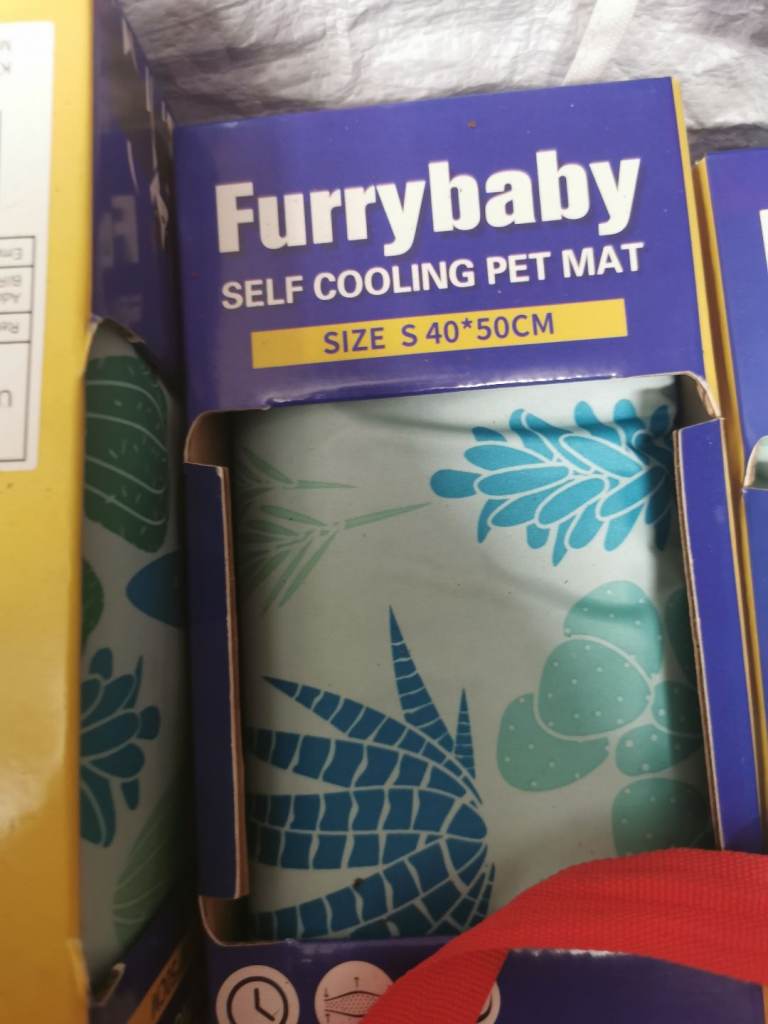 Furrybaby
SELF COOLING PET MAT
SIZE S 40*50CM